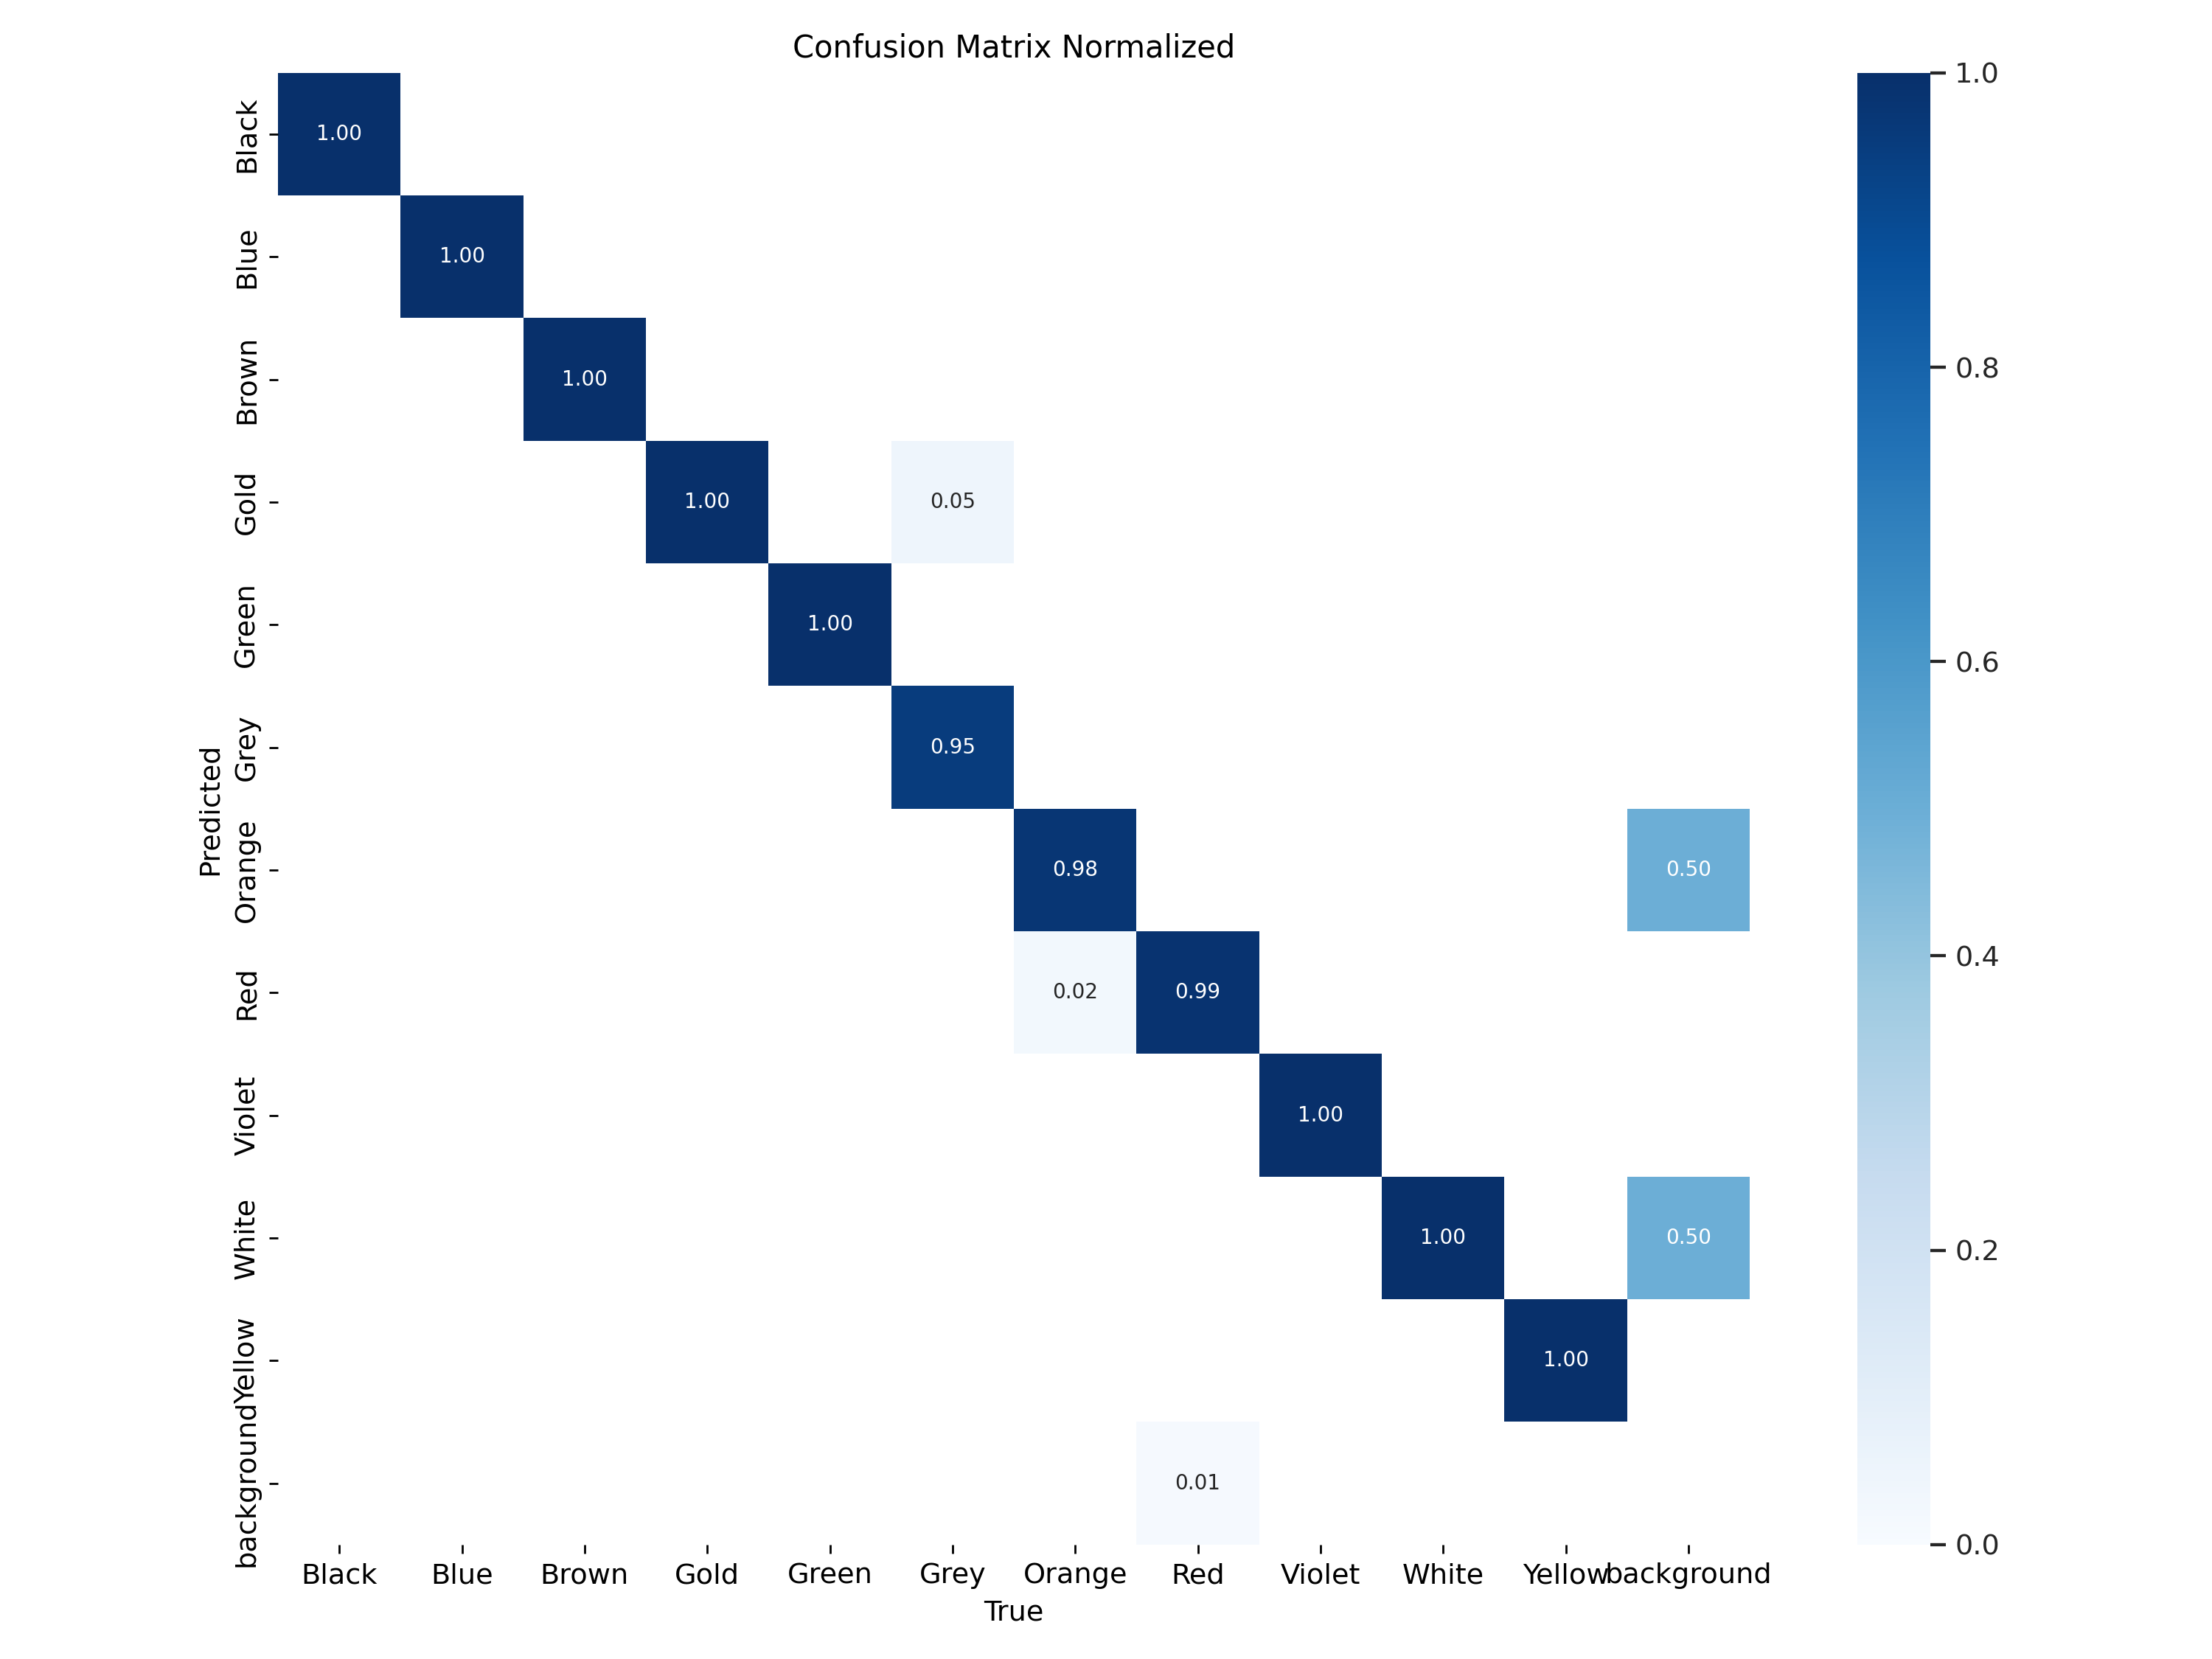 Confusion Matrix Normalized
Black
1.00
Blue
1.00
Brown
1.00
Gold
1.00
0.05
Green
1.00
Grey
0.95
Orange
0.98
0.50
Red
0.02
0.99
Violet
1.00
White
1.00
0.50
Yellow
1.00
background
0.01
Predicted
Black Blue Brown Gold Green Grey Orange Red Violet White Yellow background
True
1.0
0.8
0.6
0.4
0.2
0.0